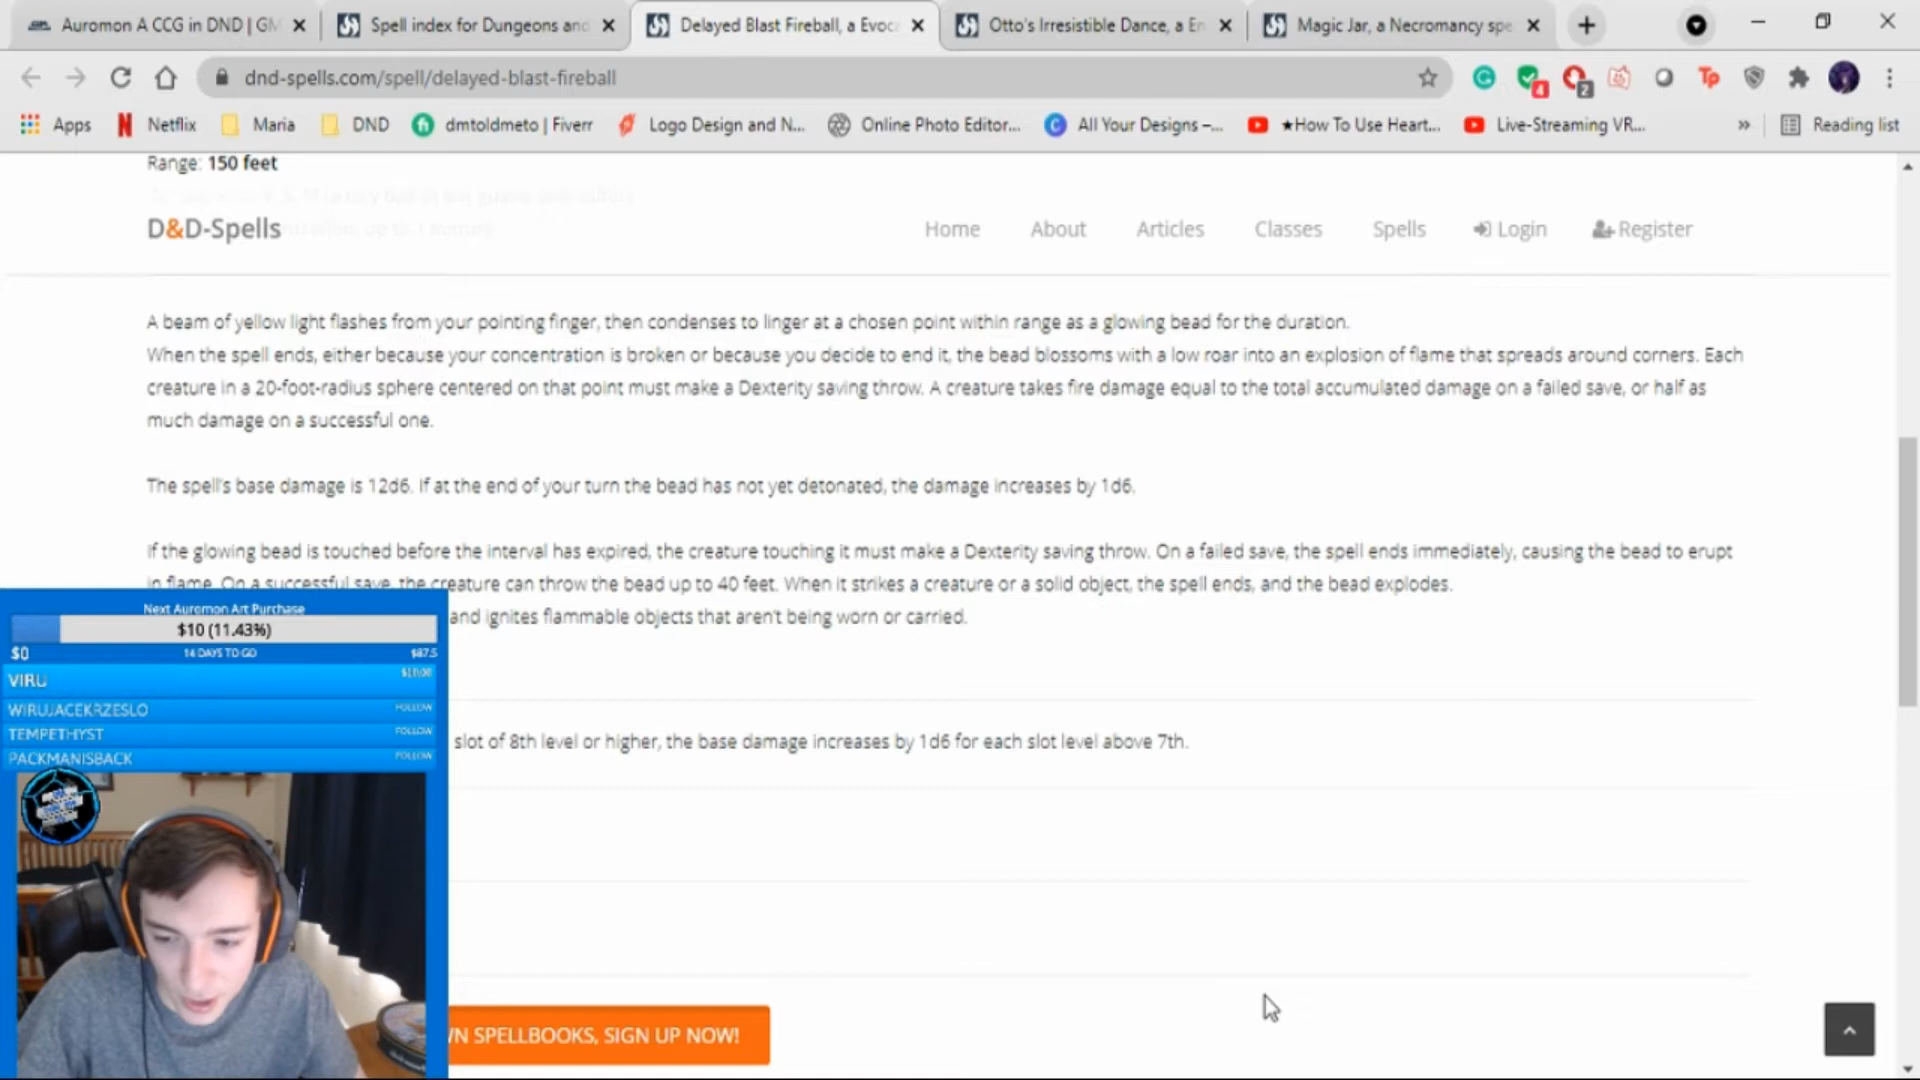 Auromon A CCG in DND | GM
Spell index for Dungeons and
Delayed Blast Fireball, a Evoc
Otto's Irresistible Dance, a En
Magic Jar, a Necromancy spe
dnd-spells.com/spell/delayed-blast-fireball
4
2
Tp
Apps
Netflix
Maria
DND
dmtoldmeto | Fiverr
Logo Design and N...
Online Photo Editor...
All Your Designs –...
★How To Use Heart...
Live-Streaming VR...
»
Reading list
Range: 150 feet
D&D-Spells
Home
About
Articles
Classes
Spells
Login
Register
A beam of yellow light flashes from your pointing finger, then condenses to linger at a chosen point within range as a glowing bead for the duration.
When the spell ends, either because your concentration is broken or because you decide to end it, the bead blossoms with a low roar into an explosion of flame that spreads around corners. Each
creature in a 20-foot-radius sphere centered on that point must make a Dexterity saving throw. A creature takes fire damage equal to the total accumulated damage on a failed save, or half as
much damage on a successful one.
The spell's base damage is 12d6. If at the end of your turn the bead has not yet detonated, the damage increases by 1d6.
If the glowing bead is touched before the interval has expired, the creature touching it must make a Dexterity saving throw. On a failed save, the spell ends immediately, causing the bead to erupt
in flame. On a successful save, the creature can throw the bead up to 40 feet. When it strikes a creature or a solid object, the spell ends, and the bead explodes.
and ignites flammable objects that aren't being worn or carried.
slot of 8th level or higher, the base damage increases by 1d6 for each slot level above 7th.
Next Auromon Art Purchase
$10 (11.43%)
$0
14 DAYS TO GO
$87.5
VIRU
$10.00
WIRUJACEKRZESLO
FOLLOW
TEMPETHYST
FOLLOW
PACKMANISBACK
FOLLOW
WN SPELLBOOKS, SIGN UP NOW!